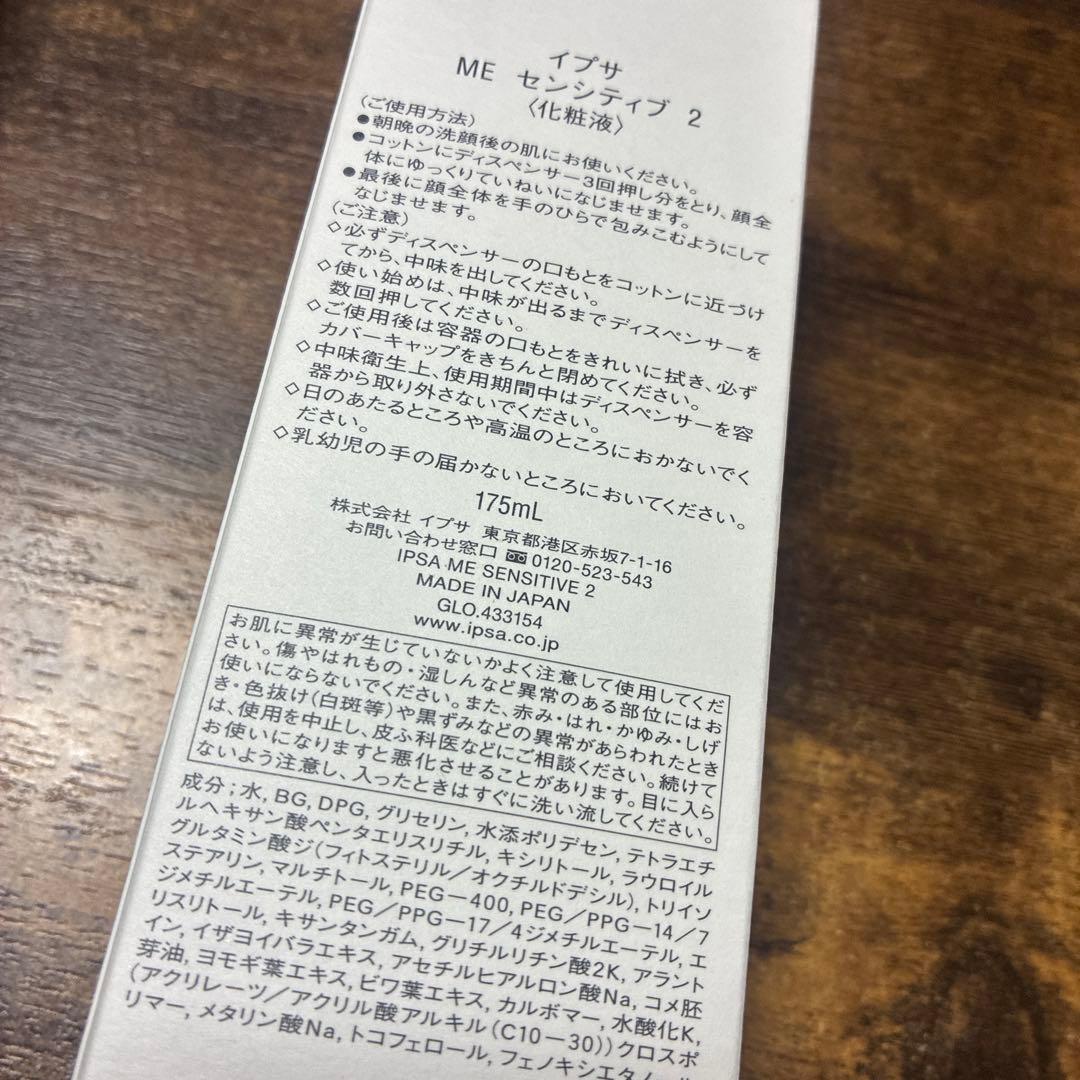 イプサ
ME センシティブ 2
〈化粧液〉
(ご使用方法)
●朝晩の洗顔後の肌にお使いください。
●コットンにディスペンサー3回押し分をとり、顔全
体にゆっくりていねいになじませます。
●最後に顔全体を手のひらで包みこむようにして
なじませます。
(ご注意)
◇必ずディスペンサーの口もとをコットンに近づけ
てから、中味を出してください。
◇使い始めは、中味が出るまでディスペンサーを
数回押してください。
◇ご使用後は容器の口もとをきれいに拭き、必ず
カバーキャップをきちんと閉めてください。
◇中味衛生上、使用期間中はディスペンサーを容
器から取り外さないでください。
◇日のあたるところや高温のところにおかないでく
ださい。
◇乳幼児の手の届かないところにおいてください。
175mL
株式会社 イプサ 東京都港区赤坂7-1-16
お問い合わせ窓口 0120-523-543
IPSA ME SENSITIVE 2
MADE IN JAPAN
GLO.433154
www.ipsa.co.jp
お肌に異常が生じていないかよく注意して使用してくだ
さい。傷やはれもの・湿しんなど異常のある部位にはお
使いにならないでください。また、赤み・はれ・かゆみ・しげ
き・色抜け(白斑等)や黒ずみなどの異常があらわれたとき
は、使用を中止し、皮ふ科医などにご相談ください。続けて
お使いになりますと悪化させることがあります。目に入ら
ないよう注意し、入ったときはすぐに洗い流してください。
成分;水, BG, DPG, グリセリン, 水添ポリデセン, テトラエチ
ルヘキサン酸ペンタエリスリチル, キシリトール, ラウロイル
グルタミン酸ジ(フィトステリル/オクチルドデシル), トリイソ
ステアリン, マルチトール, PEG-400, PEG/PPG-14/7
ジメチルエーテル, PEG/PPG-17/4ジメチルエーテル, エ
リスリトール, キサンタンガム, グリチルリチン酸2K, アラント
イン, イザヨイバラエキス, アセチルヒアルロン酸Na, コメ胚
芽油, ヨモギ葉エキス, ビワ葉エキス, カルボマー, 水酸化K,
(アクリレーツ/アクリル酸アルキル(C10-30))クロスポ
リマー, メタリン酸Na, トコフェロール, フェノキシエタノール